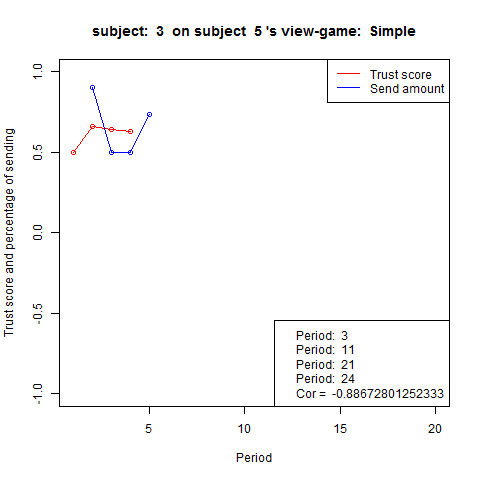 subject:  3  on subject  5 's view-game:  Simple
Trust score
Send amount
Trust score and percentage of sending
1.0
0.5
0.0
-0.5
-1.0
Period:  3
Period:  11
Period:  21
Period:  24
Cor =  -0.88672801252333
5
10
15
20
Period